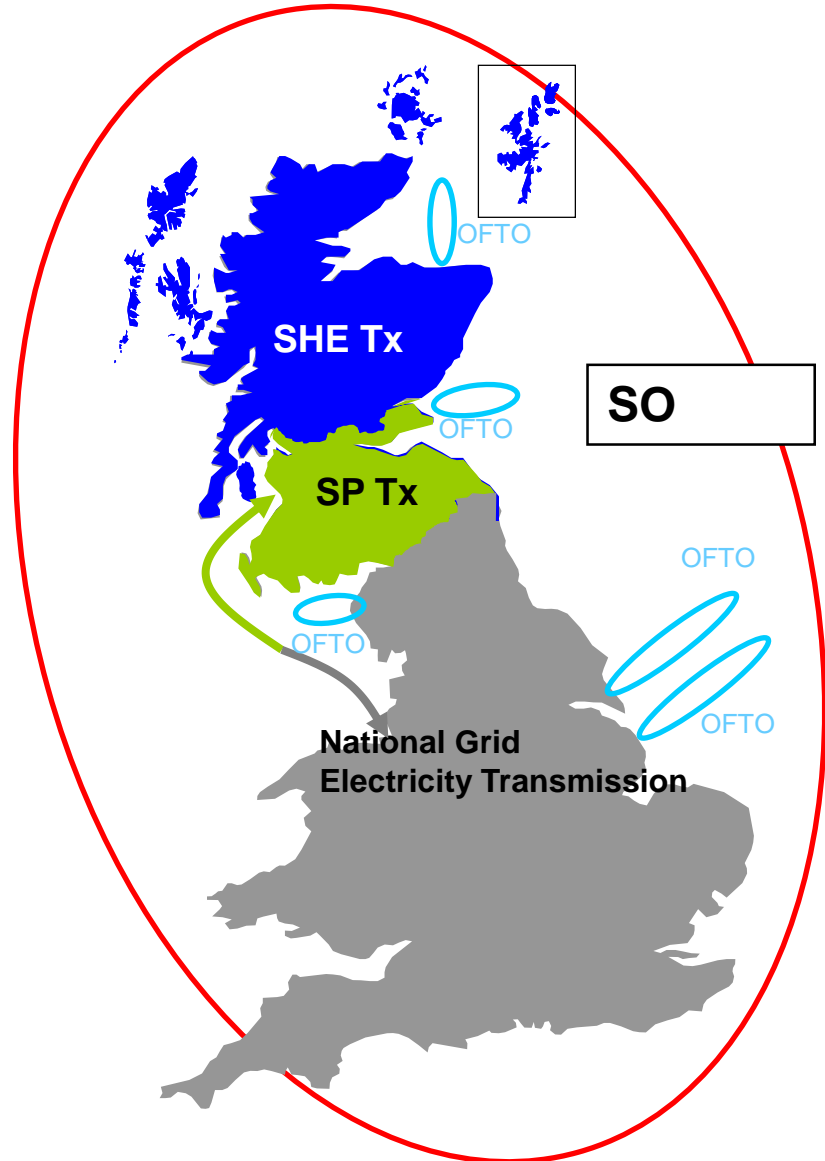 OFTO
SHE Tx
SO
OFTO
SP Tx
OFTO
OFTO
OFTO
National Grid
Electricity Transmission